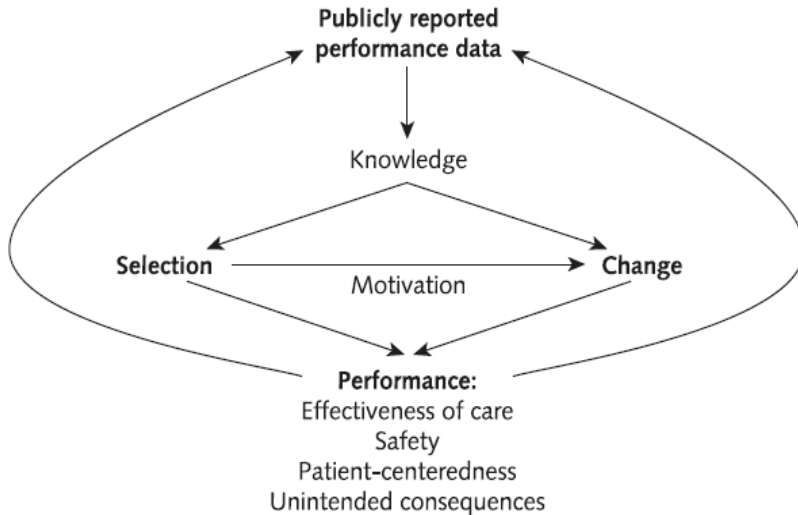 Publicly reported
performance data
Knowledge
Selection
Change
Motivation
Performance:
Effectiveness of care
Safety
Patient-centeredness
Unintended consequences